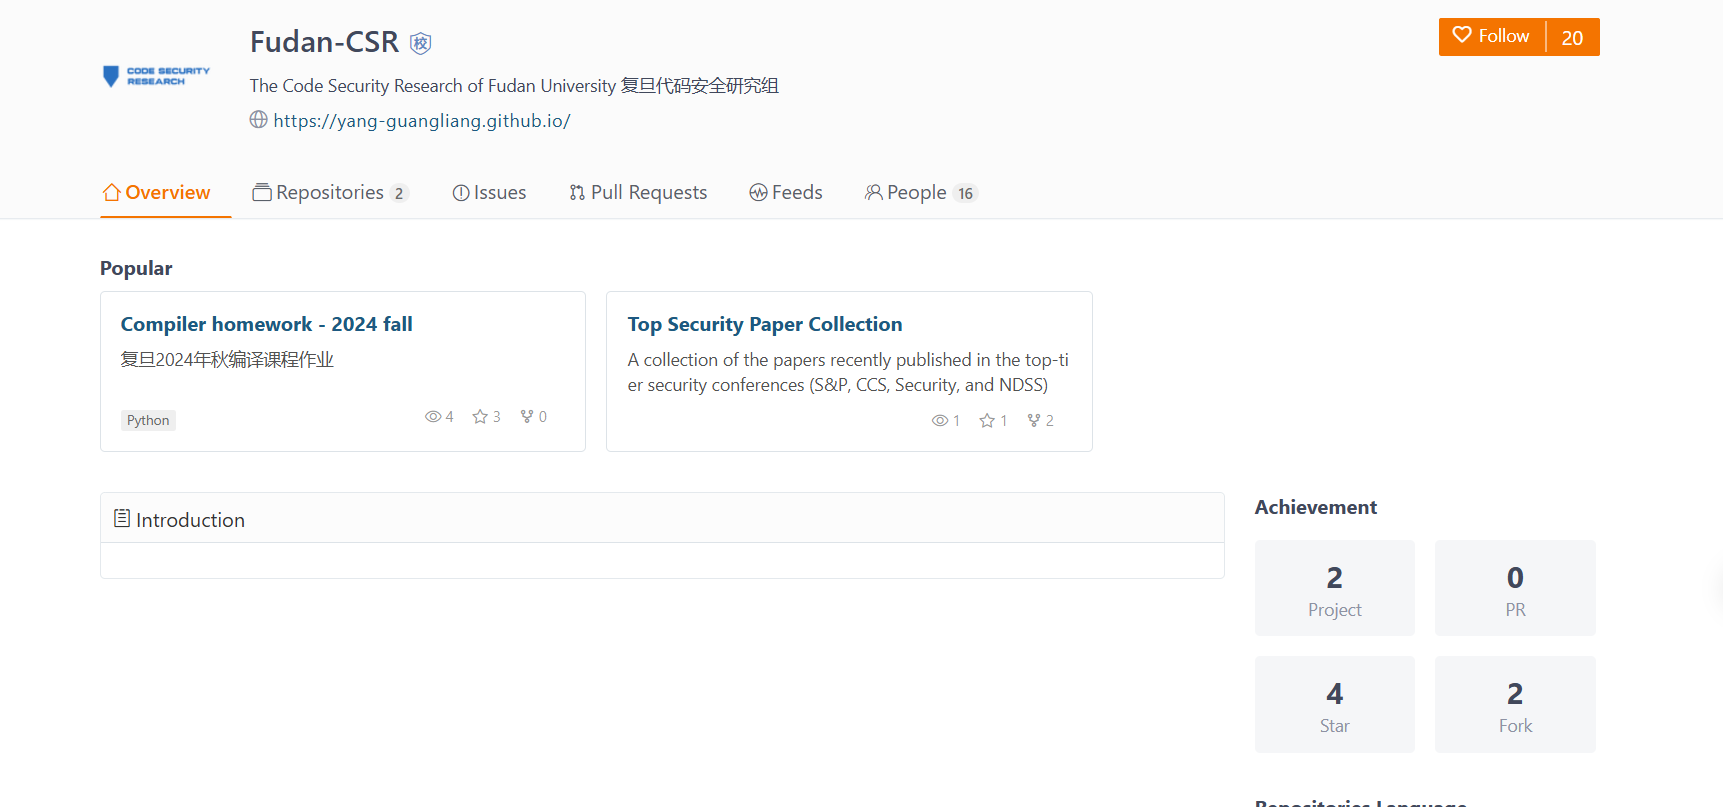 Fudan-CSR 校
CODE SECURITY
RESEARCH
The Code Security Research of Fudan University 复旦代码安全研究组
https://yang-guangliang.github.io/
Follow 20
Overview Repositories 2 Issues Pull Requests Feeds People 16
Popular
Compiler homework - 2024 fall
复旦2024年秋编译课程作业
Python 4 3 0
Top Security Paper Collection
A collection of the papers recently published in the top-ti
er security conferences (S&P, CCS, Security, and NDSS)
1 1 2
Introduction
Achievement
2
Project
0
PR
4
Star
2
Fork
Repositories Language